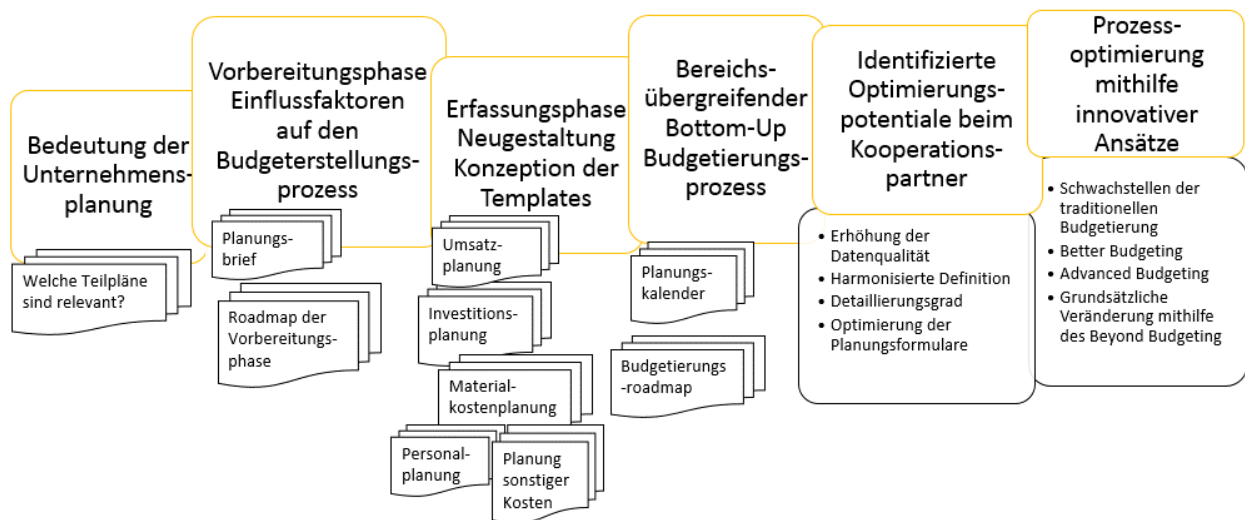 Bedeutung der
Unternehmens-
planung
Welche Teilpläne
sind relevant?
Vorbereitungsphase
Einflussfaktoren
auf den
Budgeterstellungs-
prozess
Planungs-
brief
Roadmap der
Vorbereitungs-
phase
Erfassungsphase
Neugestaltung
Konzeption der
Templates
Umsatz-
planung
Investitions-
planung
Material-
kostenplanung
Personal-
planung
Planung
sonstiger
Kosten
Bereichs-
übergreifender
Bottom-Up
Budgetierungs-
prozess
Planungs-
kalender
Budgetierungs
-roadmap
Identifizierte
Optimierungs-
potentiale beim
Kooperations-
partner
• Erhöhung der
Datenqualität
• Harmonisierte Definition
• Detaillierungsgrad
• Optimierung der
Planungsformulare
Prozess-
optimierung
mithilfe
innovativer
Ansätze
• Schwachstellen der
traditionellen
Budgetierung
• Better Budgeting
• Advanced Budgeting
• Grundsätzliche
Veränderung mithilfe
des Beyond Budgeting